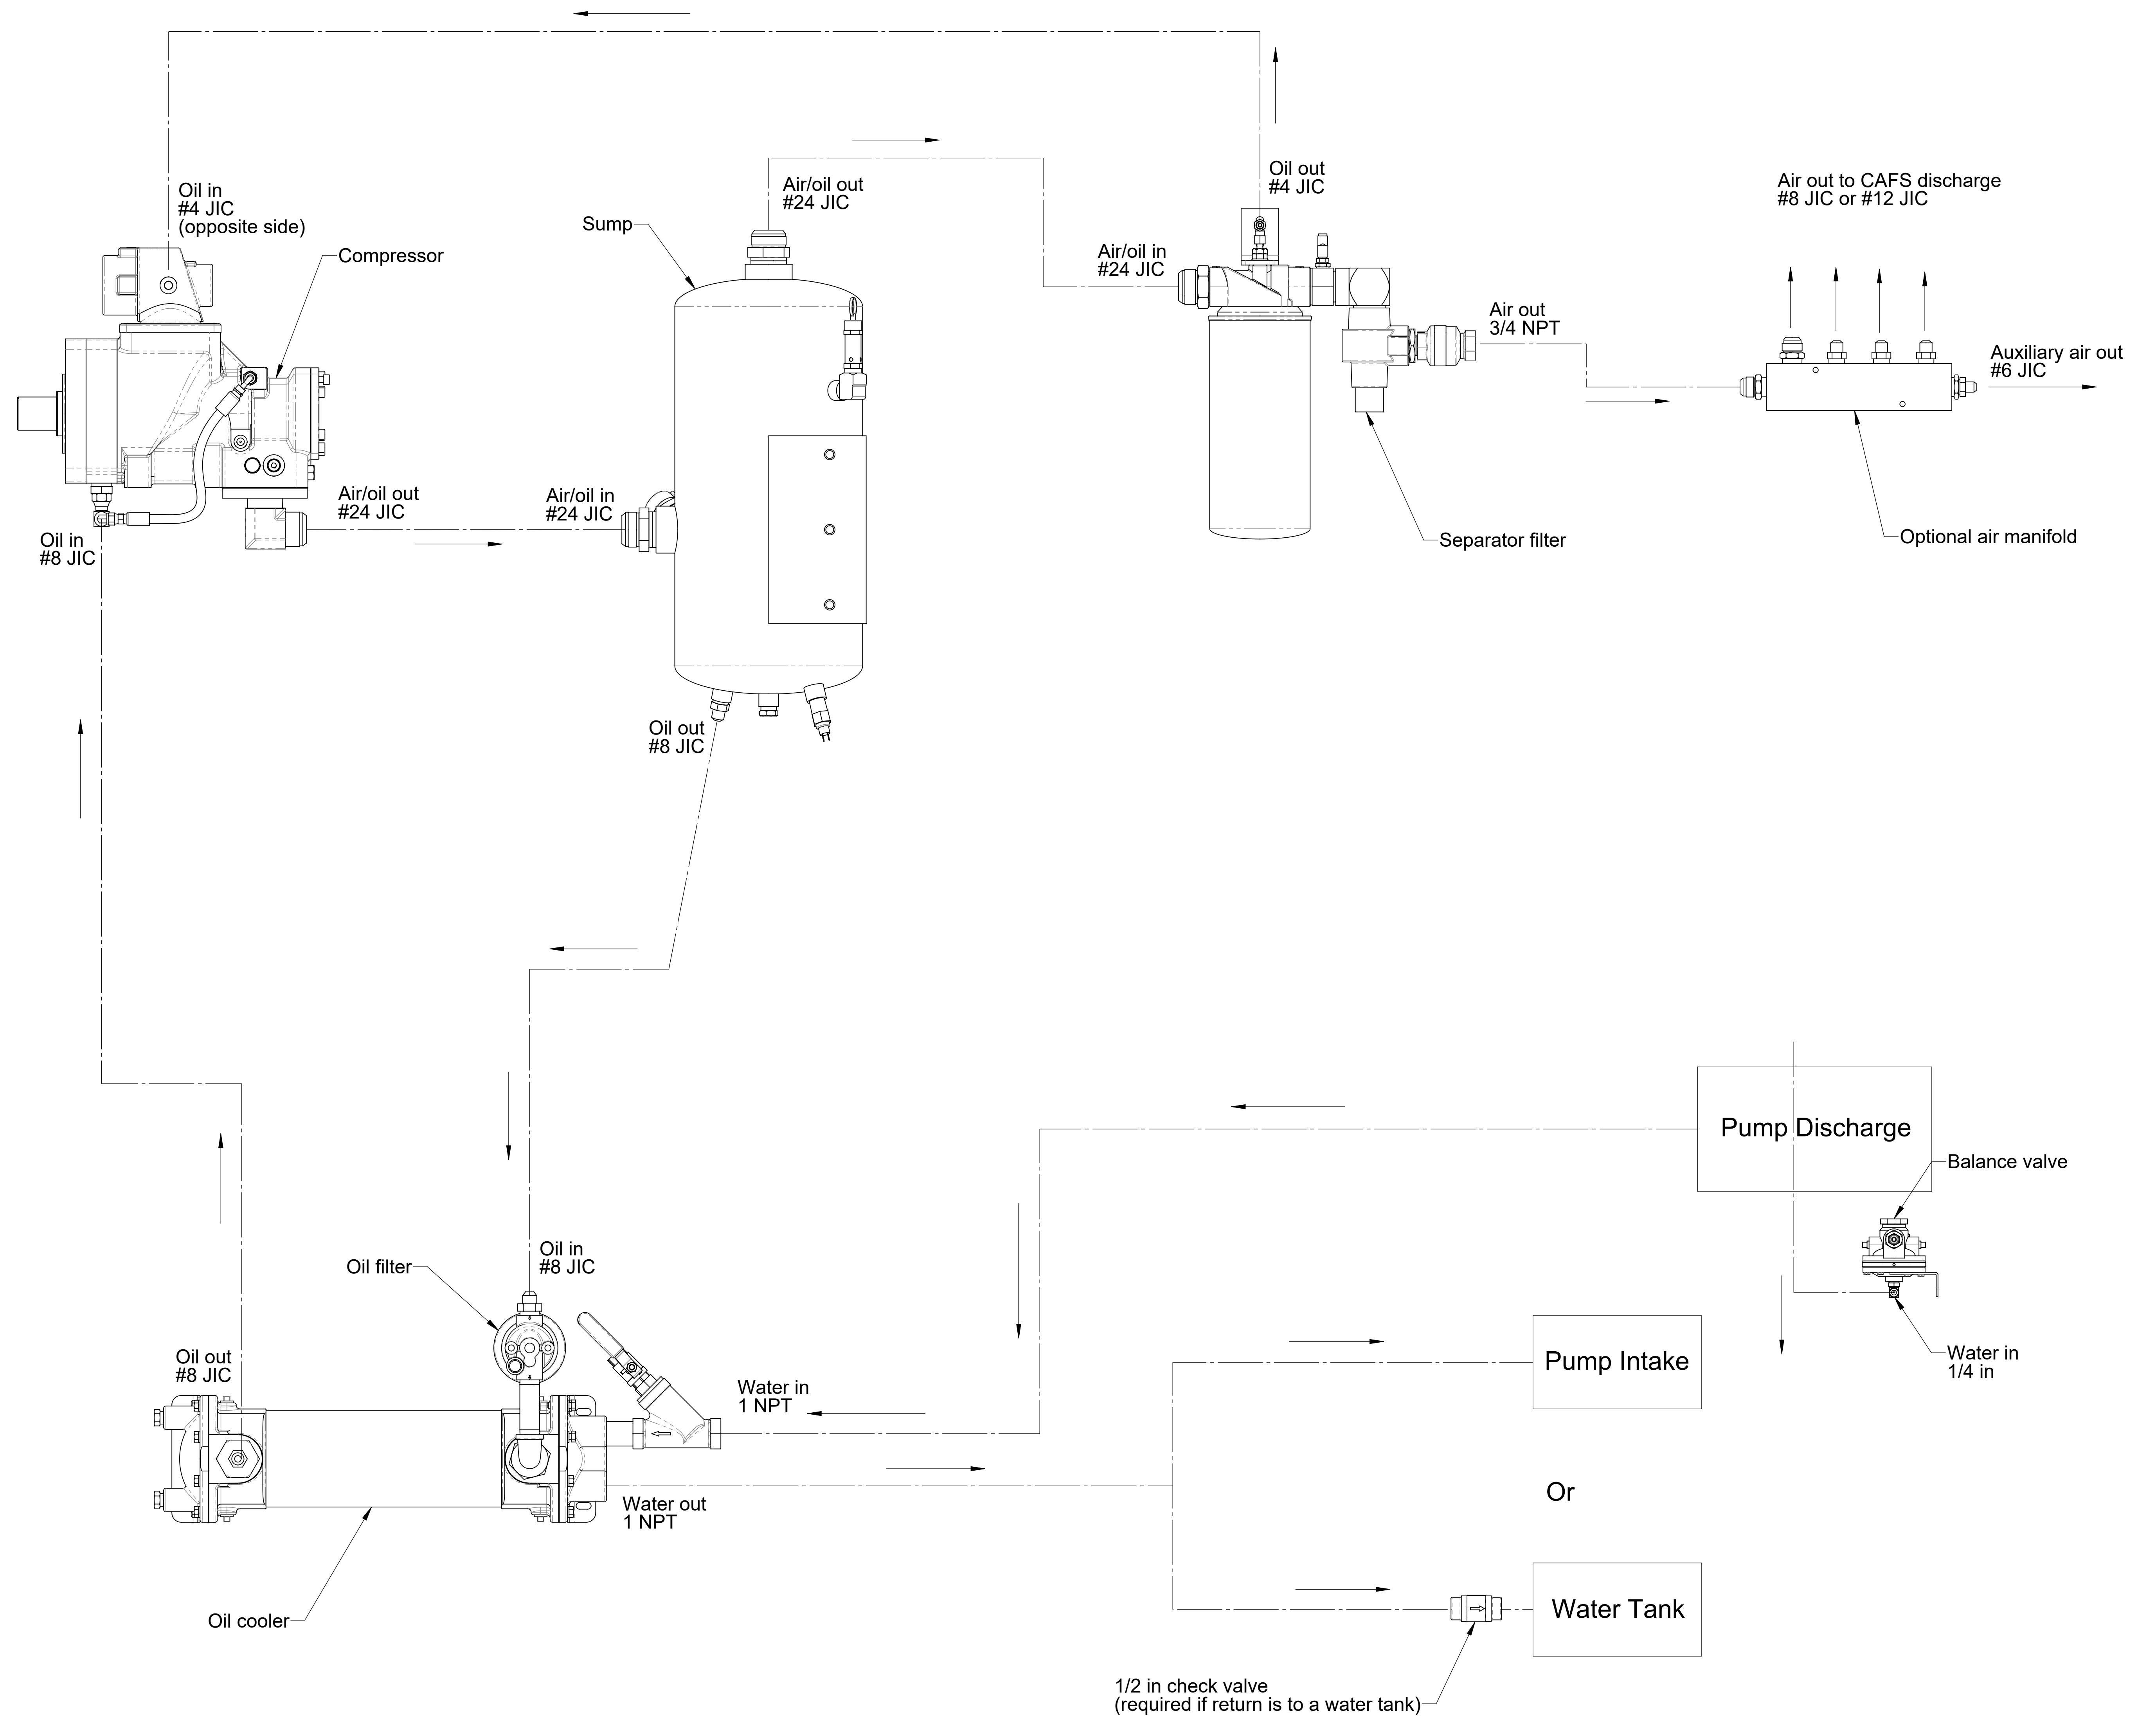 Oil in
#4 JIC
(opposite side)
Compressor
Sump
Air/oil out
#24 JIC
Oil out
#4 JIC
Air/oil in
#24 JIC
Air out to CAFS discharge
#8 JIC or #12 JIC
Air out
3/4 NPT
Auxiliary air out
#6 JIC
Air/oil out
#24 JIC
Air/oil in
#24 JIC
Oil in
#8 JIC
Separator filter
Optional air manifold
Oil out
#8 JIC
Pump Discharge
Balance valve
Oil in
#8 JIC
Oil filter
Oil out
#8 JIC
Water in
1 NPT
Pump Intake
Water in
1/4 in
Water out
1 NPT
Or
Oil cooler
Water Tank
1/2 in check valve
(required if return is to a water tank)